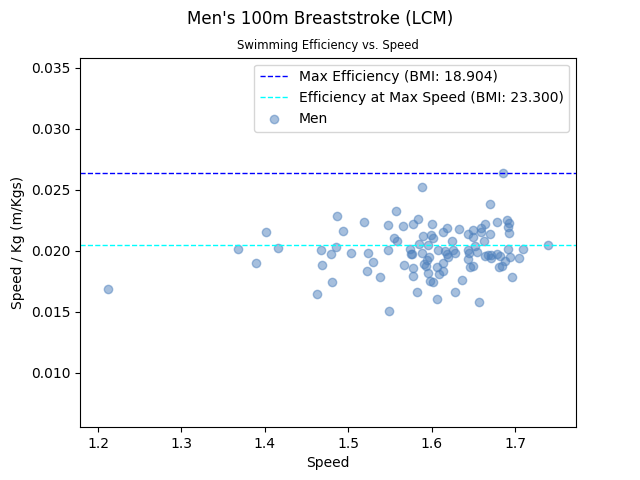 Men's 100m Breaststroke (LCM)
Swimming Efficiency vs. Speed
Max Efficiency (BMI: 18.904)
Efficiency at Max Speed (BMI: 23.300)
Men
Speed / Kg (m/Kgs)
0.035
0.030
0.025
0.020
0.015
0.010
1.2 1.3 1.4 1.5 1.6 1.7
Speed